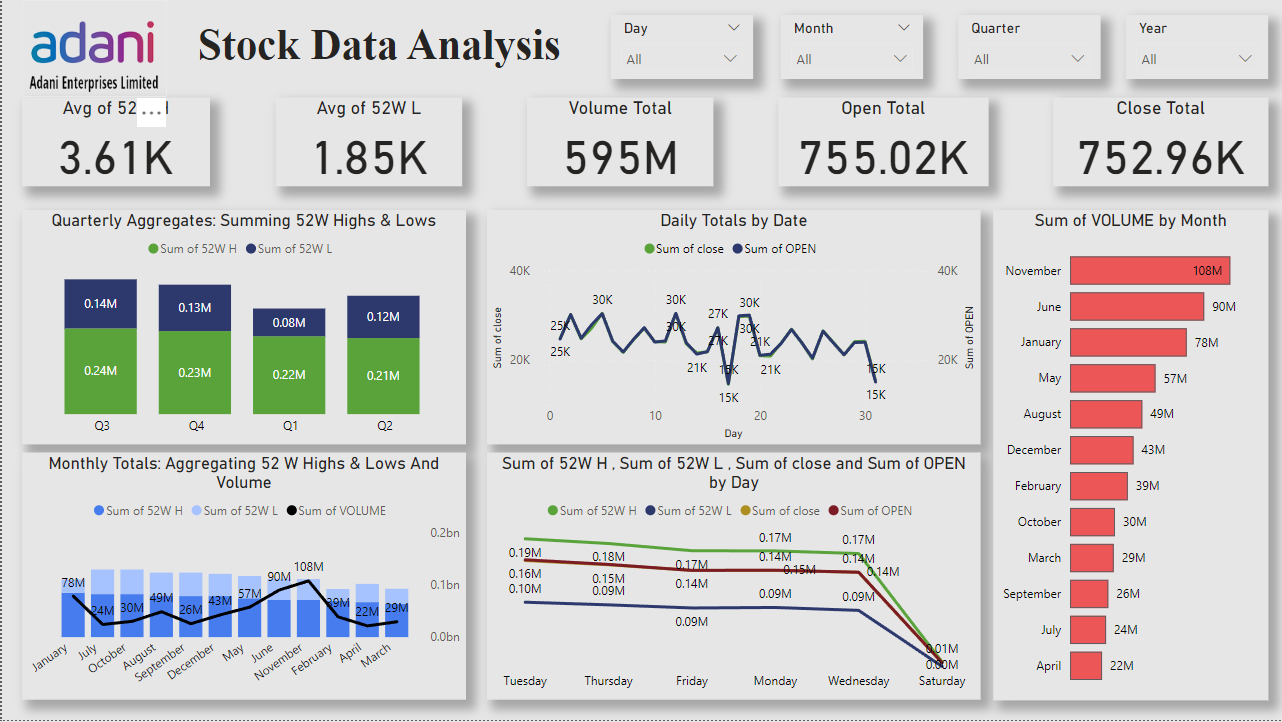 adani
Adani Enterprises Limited
Stock Data Analysis
Day
All
Month
All
Quarter
All
Year
All
Avg of 52 ...
3.61K
Avg of 52W L
1.85K
Volume Total
595M
Open Total
755.02K
Close Total
752.96K
Quarterly Aggregates: Summing 52W Highs & Lows
Sum of 52W H Sum of 52W L
0.14M 0.13M 0.08M 0.12M
0.24M 0.23M 0.22M 0.21M
Q3 Q4 Q1 Q2
Daily Totals by Date
Sum of close Sum of OPEN
Sum of close
40K
20K
25K
25K
30K
30K
30K
21K
27K
27K
15K
15K
30K
30K
21K
21K
15K
15K
40K
20K
Sum of OPEN
0 10 20 30
Day
Sum of VOLUME by Month
November 108M
June 90M
January 78M
May 57M
August 49M
December 43M
February 39M
October 30M
March 29M
September 26M
July 24M
April 22M
Monthly Totals: Aggregating 52 W Highs & Lows And
Volume
Sum of 52W H Sum of 52W L Sum of VOLUME
0.2bn
0.1bn
0.0bn
78M 24M 30M 49M 26M 43M 57M 90M 108M 39M 22M 29M
January July October August September December May June November February April March
Sum of 52W H , Sum of 52W L , Sum of close and Sum of OPEN
by Day
Sum of 52W H Sum of 52W L Sum of close Sum of OPEN
0.19M 0.18M 0.17M 0.17M 0.17M
0.16M 0.15M 0.14M 0.14M 0.15M 0.14M 0.14M
0.10M 0.09M 0.09M 0.09M 0.09M
0.01M
0.00M
Tuesday Thursday Friday Monday Wednesday Saturday